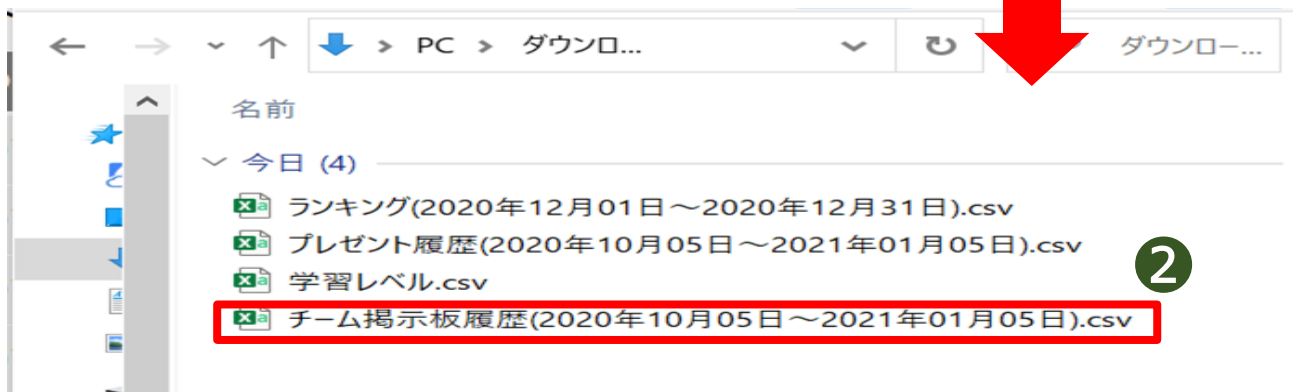 PC > ダウンロ...
ダウンロー...
名前
今日 (4)
ランキング(2020年12月01日～2020年12月31日).csv
プレゼント履歴(2020年10月05日～2021年01月05日).csv
学習レベル.csv
チーム掲示板履歴(2020年10月05日～2021年01月05日).csv
2